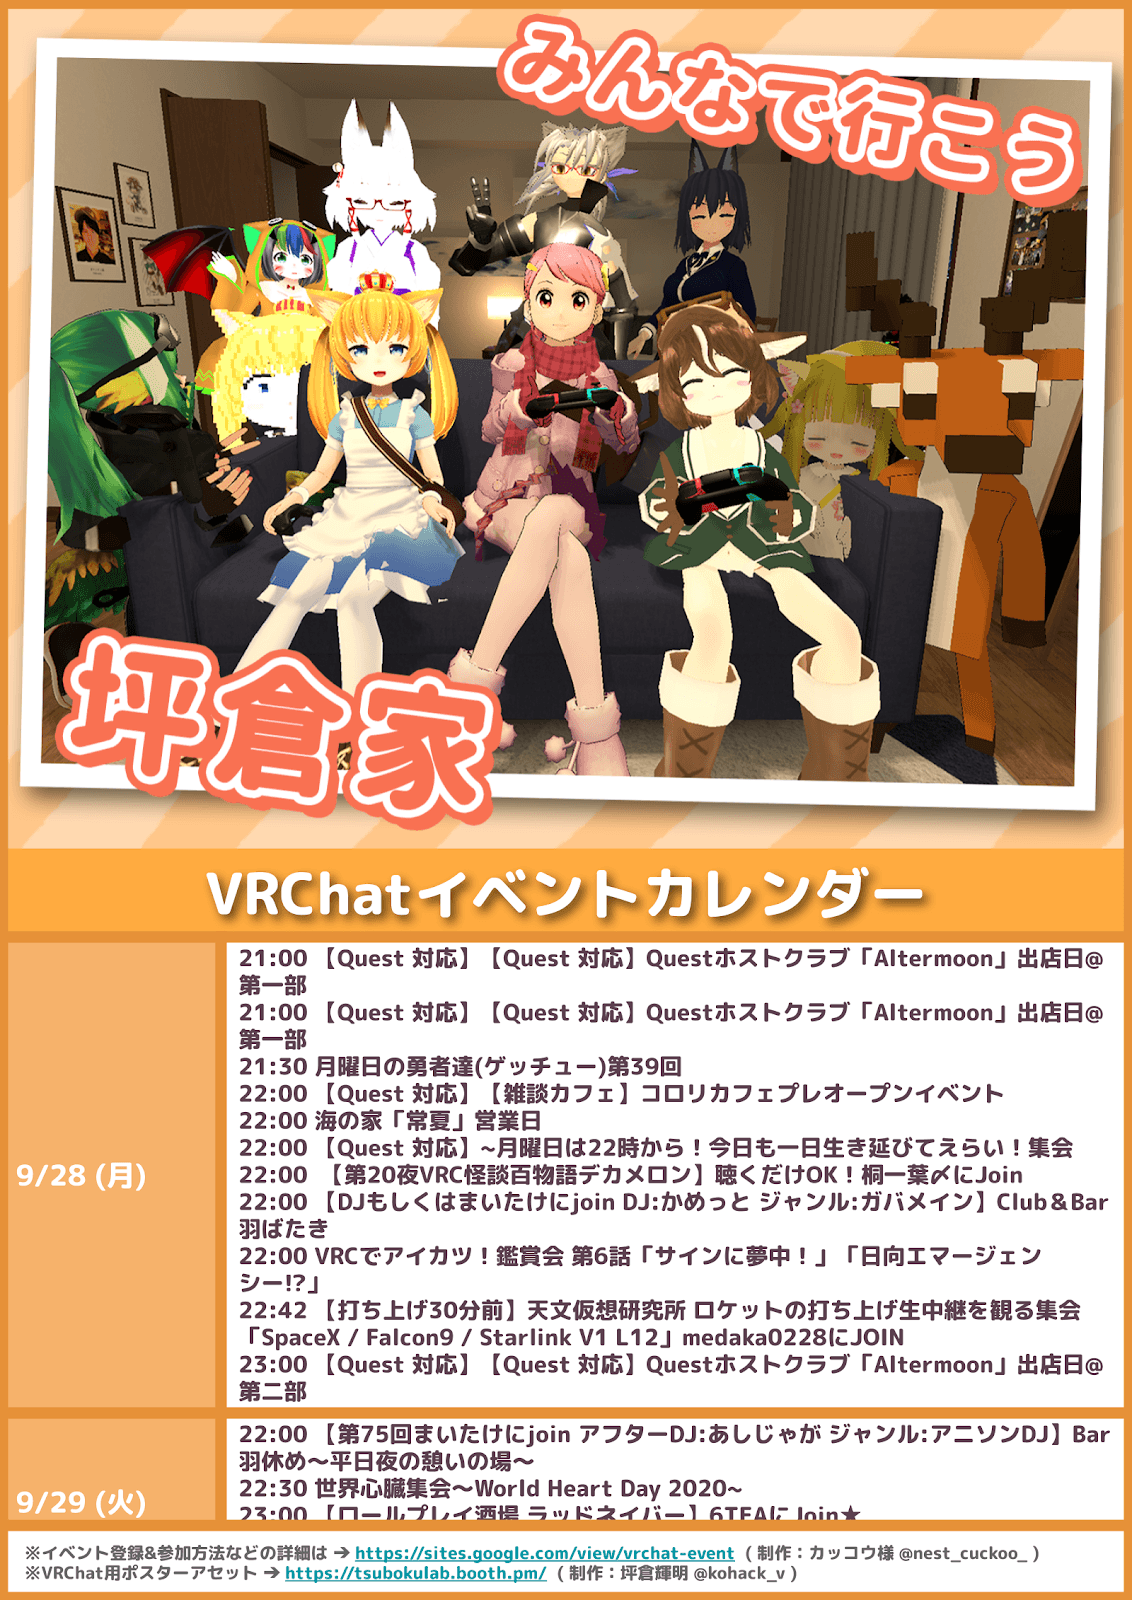 みんなで行こう
坪倉家
VRChatイベントカレンダー
9/28 (月)
21:00 【Quest 対応】【Quest 対応】Questホストクラブ「Altermoon」出店日@
第一部
21:00 【Quest 対応】【Quest 対応】Questホストクラブ「Altermoon」出店日@
第一部
21:30 月曜日の勇者達(ゲッチュー)第39回
22:00 【Quest 対応】【雑談カフェ】コロリカフェプレオープンイベント
22:00 海の家「常夏」営業日
22:00 【Quest 対応】~月曜日は22時から！今日も一日生き延びてえらい！集会
22:00 【第20夜VRC怪談百物語デカメロン】聴くだけOK！桐一葉〆にJoin
22:00 【DJもしくはまいたけにjoin DJ:かめっと ジャンル:ガバメイン】Club＆Bar
羽ばたき
22:00 VRCでアイカツ！鑑賞会 第6話「サインに夢中！」「日向エマージェン
シー!?」
22:42 【打ち上げ30分前】天文仮想研究所 ロケットの打ち上げ生中継を観る集会
「SpaceX / Falcon9 / Starlink V1 L12」medaka0228にJOIN
23:00 【Quest 対応】【Quest 対応】Questホストクラブ「Altermoon」出店日@
第二部
9/29 (火)
22:00 【第75回まいたけにjoin アフターDJ:あしじゃが ジャンル:アニソンDJ】Bar
羽休め～平日夜の憩いの場～
22:30 世界心臓集会～World Heart Day 2020~
23:00 【ロールプレイ酒場 ラッドネイバー】6TEAに Join★
※イベント登録&参加方法などの詳細は → https://sites.google.com/view/vrchat-event ( 制作：カッコウ様 @nest_cuckoo_ )
※VRChat用ポスターアセット → https://tsubokulab.booth.pm/ ( 制作：坪倉輝明 @kohack_v )